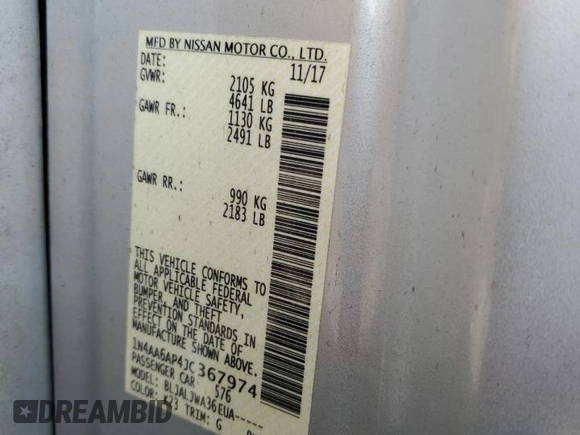 MFD BY NISSAN MOTOR CO., LTD.
DATE: 11/17
GVWR: 2105 KG
4641 LB
GAWR FR.: 1130 KG
2491 LB
GAWR RR.: 990 KG
2183 LB
THIS VEHICLE CONFORMS TO
ALL APPLICABLE FEDERAL
MOTOR VEHICLE SAFETY,
BUMPER, AND THEFT
PREVENTION STANDARDS IN
EFFECT ON THE DATE OF
MANUFACTURE SHOWN ABOVE.
1N4AA6AP4JC367974
PASSENGER CAR 576
MODEL: BLJALJWA36EUA-----
COLOR: K23 TRIM: G
DREAMBID